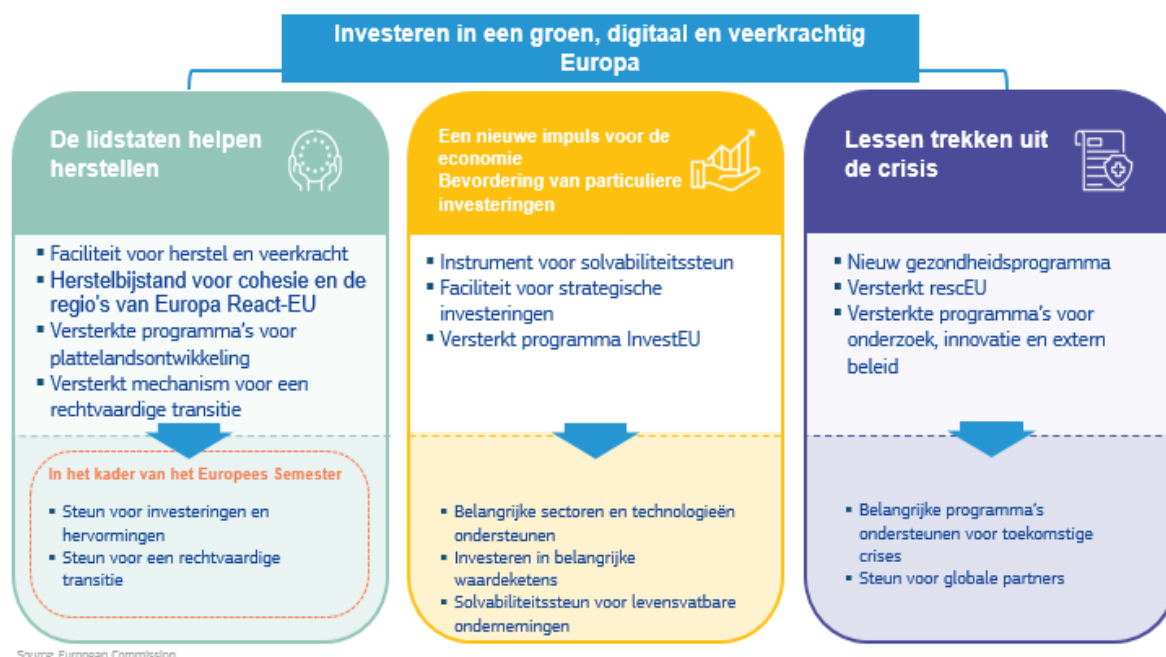 Investeren in een groen, digitaal en veerkrachtig
Europa
De lidstaten helpen
herstellen
▪ Faciliteit voor herstel en veerkracht
▪ Herstelbijstand voor cohesie en de
regio's van Europa React-EU
▪ Versterkte programma's voor
plattelandsontwikkeling
▪ Versterkt mechanism voor een
rechtvaardige transitie
In het kader van het Europees Semester
▪ Steun voor investeringen en
hervormingen
▪ Steun voor een rechtvaardige
transitie
Een nieuwe impuls voor de
economie
Bevordering van particuliere
investeringen
▪ Instrument voor solvabiliteitssteun
▪ Faciliteit voor strategische
investeringen
▪ Versterkt programma InvestEU
▪ Belangrijke sectoren en technologieën
ondersteunen
▪ Investeren in belangrijke
waardeketens
▪ Solvabiliteitssteun voor levensvatbare
ondernemingen
Lessen trekken uit
de crisis
▪ Nieuw gezondheidsprogramma
▪ Versterkt rescEU
▪ Versterkte programma's voor
onderzoek, innovatie en extern
beleid
▪ Belangrijke programma's
ondersteunen voor toekomstige
crises
▪ Steun voor globale partners
Source: European Commission